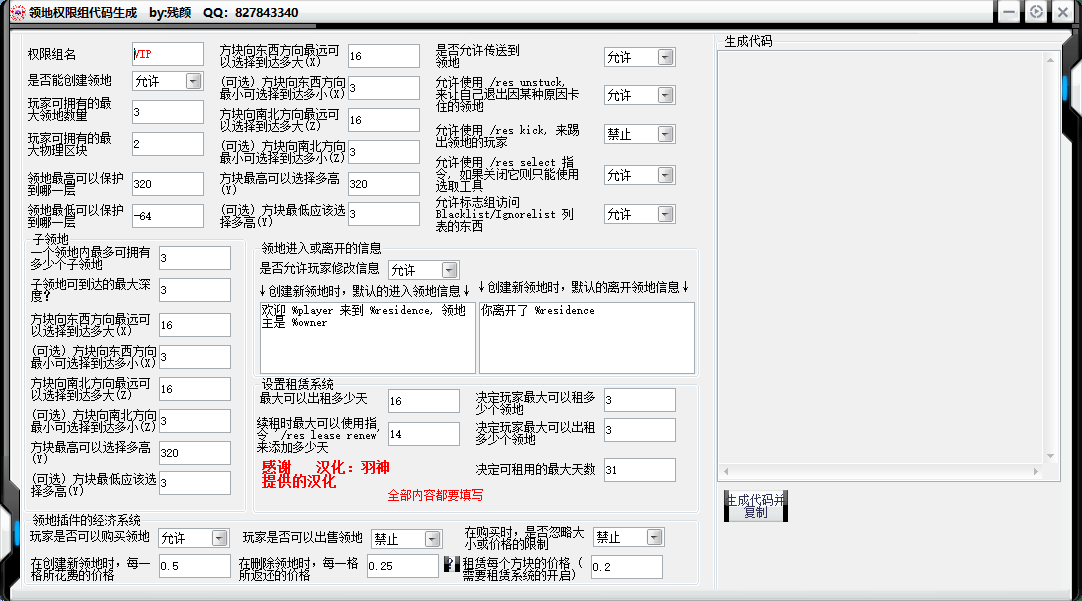 领地权限组代码生成 by:残颜 QQ：827843340
权限组名
VIP
是否能创建领地
允许
玩家可拥有的最
大领地数量
3
玩家可拥有的最
大物理区块
2
领地最高可以保护
到哪一层
320
领地最低可以保护
到哪一层
-64
方块向东西方向最远可
以选择到达多大(X)
16
(可选) 方块向东西方向
最小可选择到达多小(X)
3
方块向南北方向最远可
以选择到达多大(Z)
16
(可选) 方块向南北方向
最小可选择到达多小(Z)
3
方块最高可以选择多高
(Y)
320
(可选) 方块最低应该选
择多高(Y)
3
是否允许传送到
领地
允许
允许使用 /res unstuck,
来让自己退出因某种原因卡
住的领地
允许
允许使用 /res kick, 来踢
出领地的玩家
禁止
允许使用 /res select 指
令, 如果关闭它则只能使用
选取工具
允许
允许标志组访问
Blacklist/Ignorelist 列
表的东西
允许
子领地
一个领地内最多可拥有
多少个子领地
3
子领地可到达的最大深
度?
3
方块向东西方向最远可
以选择到达多大(X)
16
(可选) 方块向东西方向
最小可选择到达多小(X)
3
方块向南北方向最远可
以选择到达多大(Z)
16
(可选) 方块向南北方向
最小可选择到达多小(Z)
3
方块最高可以选择多高
(Y)
320
(可选) 方块最低应该选
择多高(Y)
3
领地进入或离开的信息
是否允许玩家修改信息
允许
↓创建新领地时，默认的进入领地信息↓
↓创建新领地时，默认的离开领地信息↓
欢迎 %player 来到 %residence, 领地
主是 %owner
你离开了 %residence
设置租赁系统
最大可以出租多少天
16
续租时最大可以使用指,
令 /res lease renew
来添加多少天
14
决定玩家最大可以租多
少个领地
3
决定玩家最大可以出租
多少个领地
3
决定可租用的最大天数
31
感谢 汉化：羽神
提供的汉化
全部内容都要填写
领地插件的经济系统
玩家是否可以购买领地
允许
玩家是否可以出售领地
禁止
在购买时，是否忽略大
小或价格的限制
禁止
在创建新领地时，每一
格所花费的价格
0.5
在删除领地时，每一格
所返还的价格
0.25
?
租赁每个方块的价格（
需要租赁系统的开启）
0.2
生成代码
生成代码并
复制